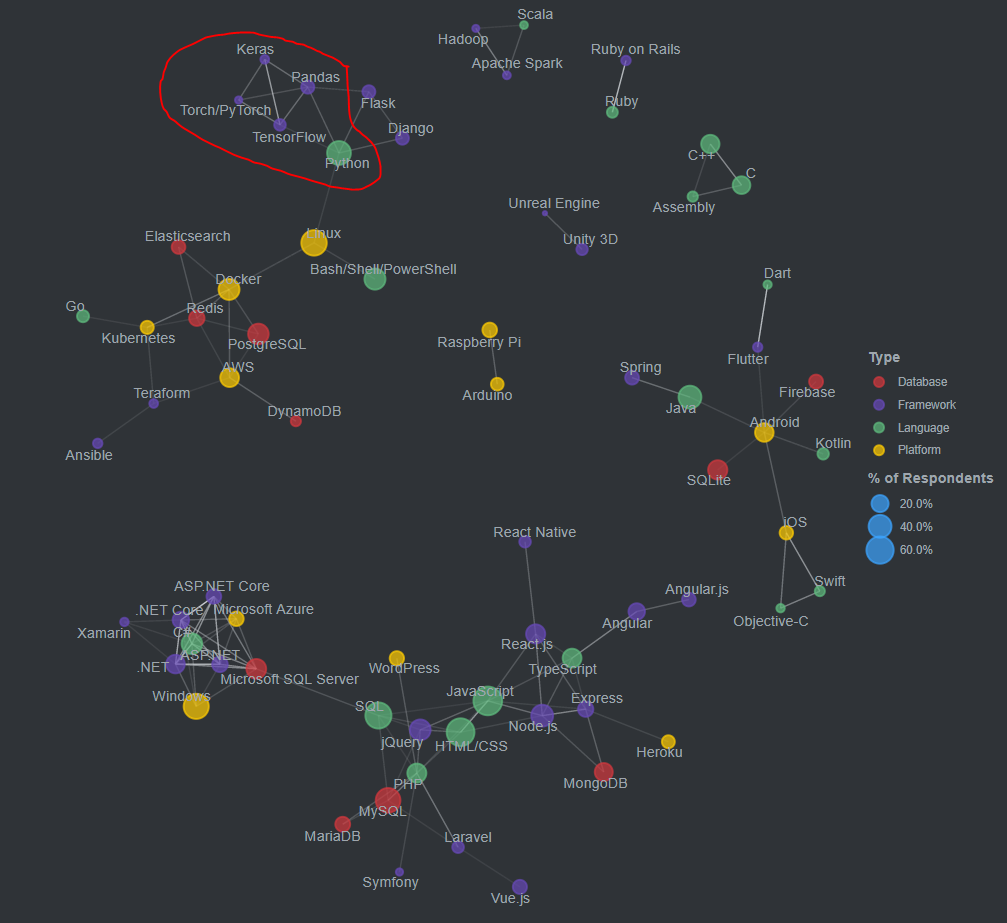 Scala
Hadoop
Ruby on Rails
Keras
Apache Spark
Pandas
Ruby
Torch/PyTorch
Flask
TensorFlow
Django
C++
Python
C
Unreal Engine
Assembly
Elasticsearch
Linux
Unity 3D
Bash/Shell/PowerShell
Docker
Dart
Go
Redis
Kubernetes
PostgreSQL
Raspberry Pi
AWS
Spring
Flutter
Type
Database
Firebase
Framework
Language
Platform
Teraform
Arduino
Java
DynamoDB
Android
Kotlin
Ansible
SQLite
% of Respondents
20.0%
40.0%
60.0%
iOS
React Native
ASP.NET Core
Swift
.NET Core
Microsoft Azure
Angular.js
Xamarin
C#
Angular
Objective-C
React.js
ASP.NET
.NET
WordPress
TypeScript
Microsoft SQL Server
Windows
JavaScript
Express
SQL
Node.js
jQuery
HTML/CSS
Heroku
PHP
MongoDB
MySQL
MariaDB
Laravel
Symfony
Vue.js